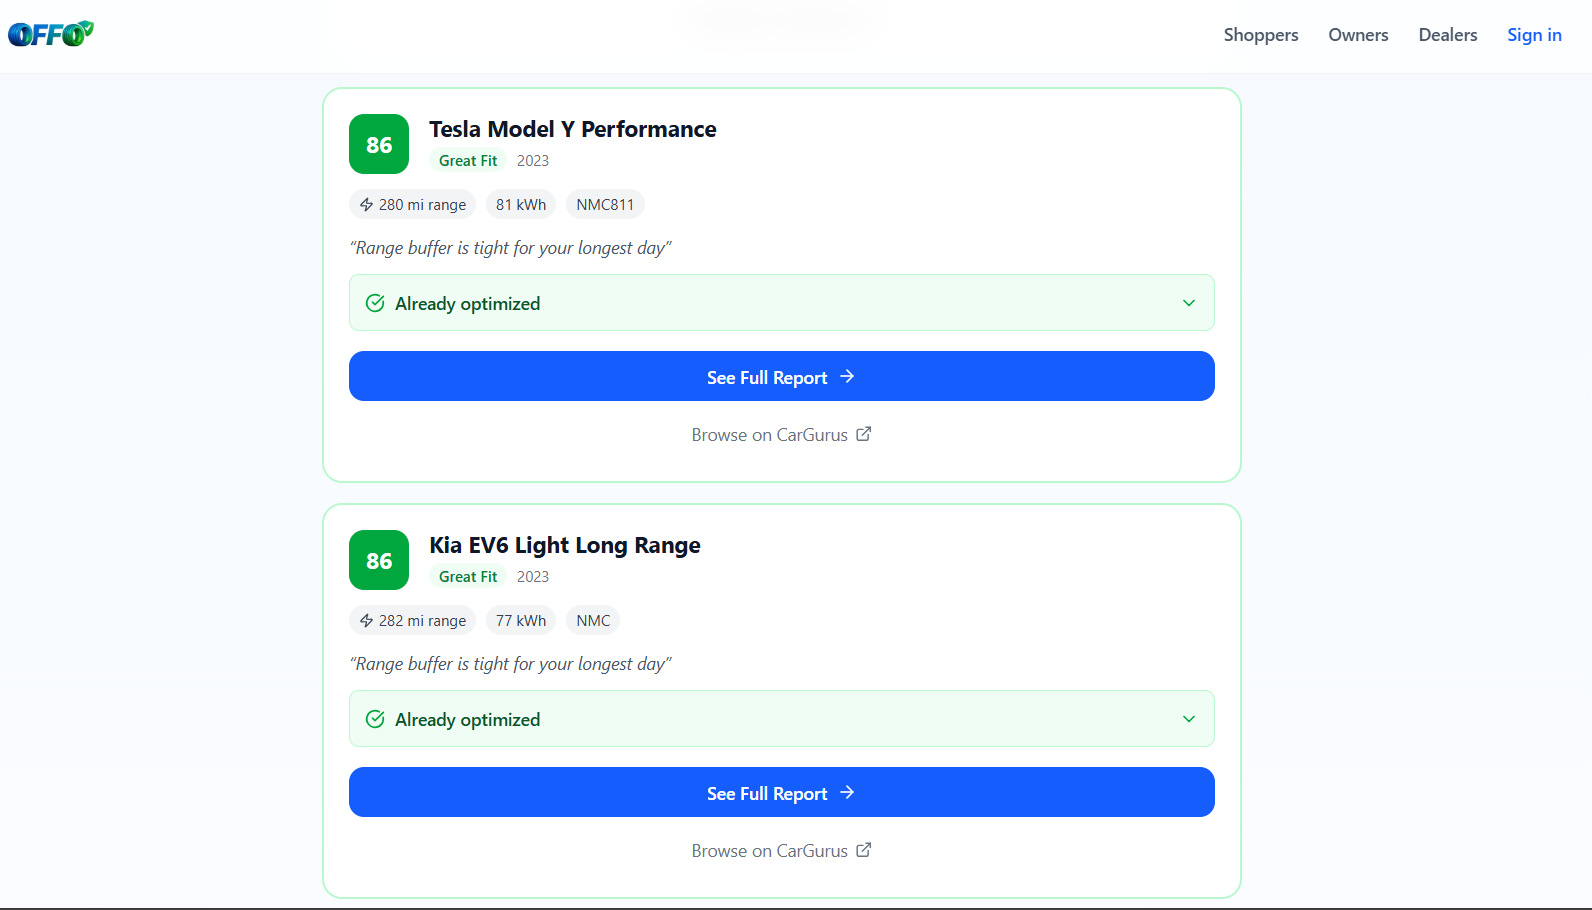 OFFO
Shoppers Owners Dealers Sign in
86
Tesla Model Y Performance
Great Fit 2023
280 mi range 81 kWh NMC811
“Range buffer is tight for your longest day”
Already optimized
See Full Report →
Browse on CarGurus
86
Kia EV6 Light Long Range
Great Fit 2023
282 mi range 77 kWh NMC
“Range buffer is tight for your longest day”
Already optimized
See Full Report →
Browse on CarGurus